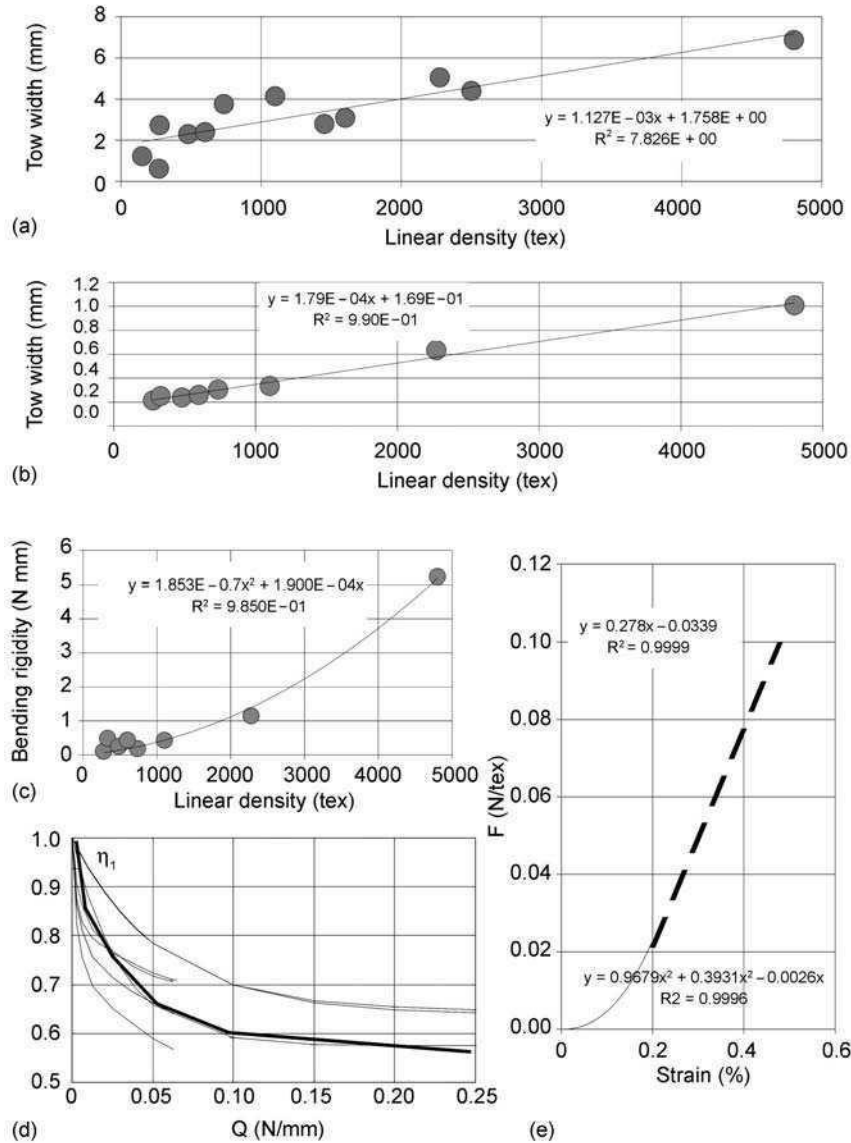 8
6
4
2
0
Tow width (mm)
y = 1.127E – 03x + 1.758E + 00
R² = 7.826E + 00
0 1000 2000 3000 4000 5000
(a) Linear density (tex)
1.2
1.0
0.8
0.6
0.4
0.2
0.0
Tow width (mm)
y = 1.79E – 04x + 1.69E–01
R² = 9.90E–01
0 1000 2000 3000 4000 5000
(b) Linear density (tex)
6
5
4
3
2
1
0
Bending rigidity (N mm)
y = 1.853E – 0.7x² + 1.900E – 04x
R² = 9.850E – 01
0 1000 2000 3000 4000 5000
(c) Linear density (tex)
1.0
0.9
0.8
0.7
0.6
0.5
η₁
0 0.05 0.10 0.15 0.20 0.25
(d) Q (N/mm)
0.12
0.10
0.08
0.06
0.04
0.02
0.00
F (N/tex)
y = 0.278x – 0.0339
R² = 0.9999
y = 0.9679x² + 0.3931x² – 0.0026x
R2 = 0.9996
0 0.2 0.4 0.6
Strain (%)
(e)